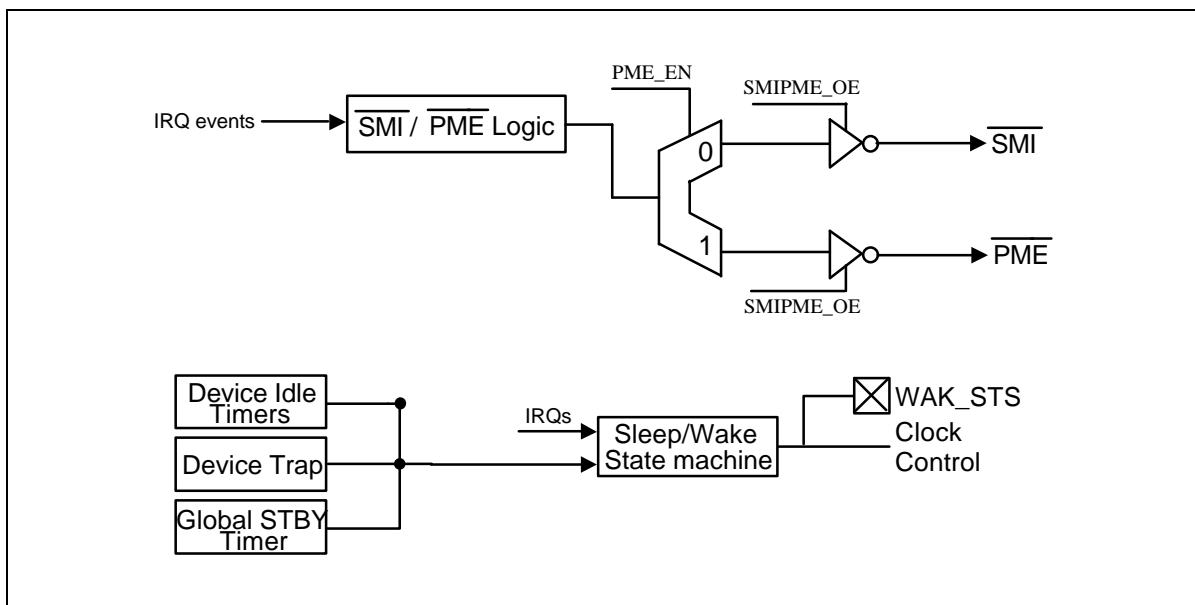 PME_EN
SMIPME_OE
IRQ events
SMI / PME Logic
0
SMI
1
PME
SMIPME_OE
Device Idle
Timers
IRQs
WAK_STS
Sleep/Wake
State machine
Clock
Control
Device Trap
Global STBY
Timer